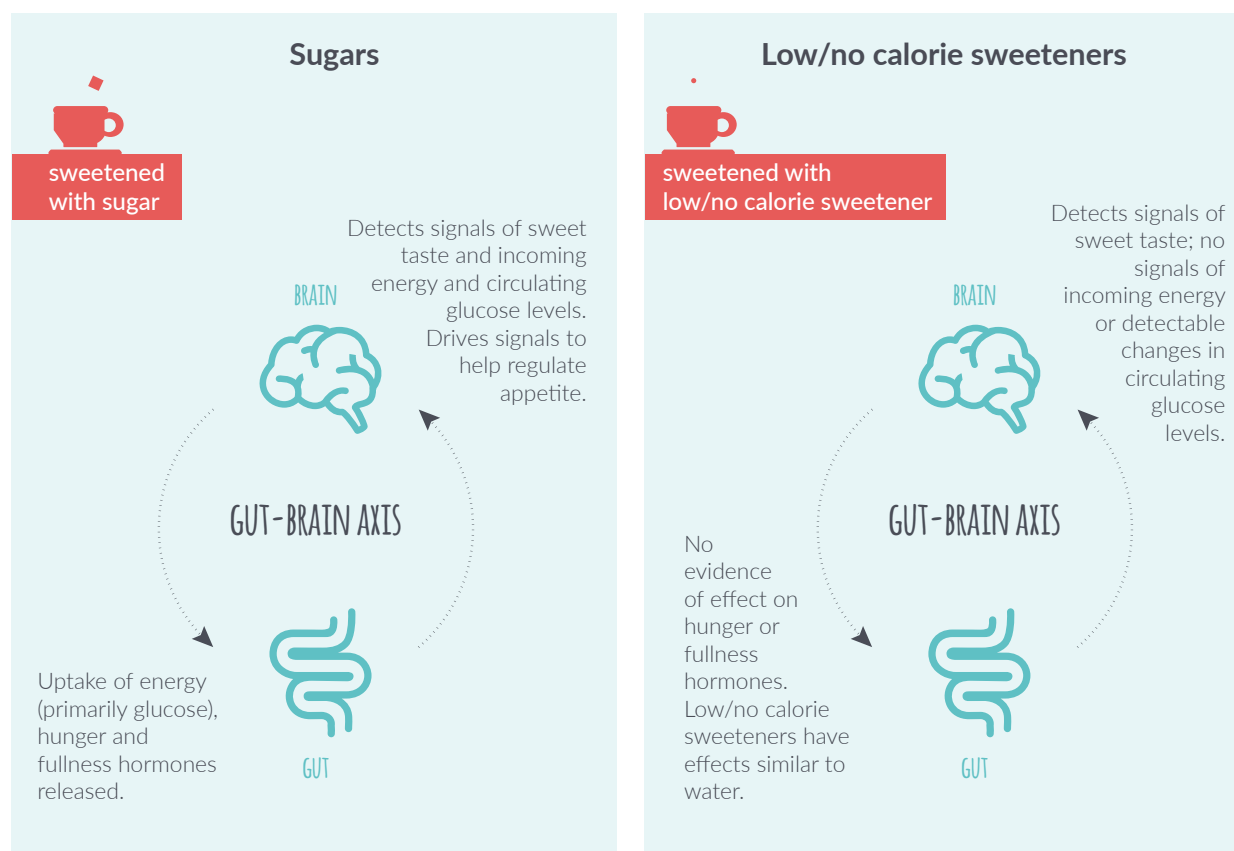 Sugars
sweetened
with sugar
Detects signals of sweet
taste and incoming
energy and circulating
glucose levels.
Drives signals to
help regulate
appetite.
BRAIN
GUT-BRAIN AXIS
Uptake of energy
(primarily glucose),
hunger and
fullness hormones
released.
GUT
Low/no calorie sweeteners
sweetened with
low/no calorie sweetener
Detects signals of
sweet taste; no
signals of
incoming energy
or detectable
changes in
circulating
glucose
levels.
BRAIN
GUT-BRAIN AXIS
No
evidence
of effect on
hunger or
fullness
hormones.
Low/no calorie
sweeteners have
effects similar to
water.
GUT